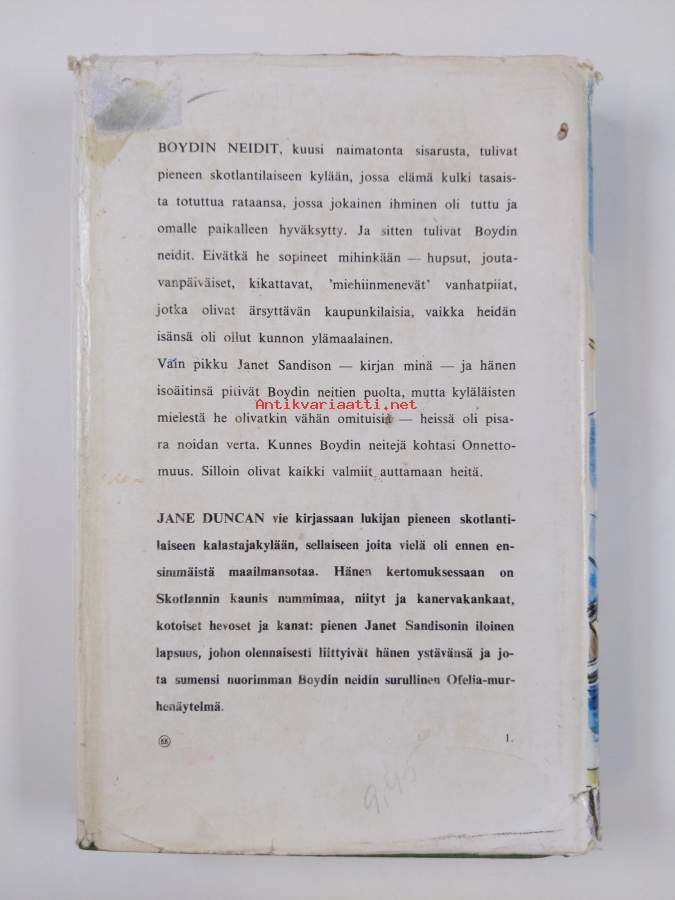 BOYDIN NEIDIT, kuusi naimatonta sisarusta, tulivat
pieneen skotlantilaiseen kylään, jossa elämä kulki tasais-
ta totuttua rataansa, jossa jokainen ihminen oli tuttu ja
omalle paikalleen hyväksytty. Ja sitten tulivat Boydin
neidit. Eivätkä he sopineet mihinkään — hupsut, jouta-
vanpäiväiset, kikattavat, 'miehiinmenevät' vanhatpiiat,
jotka olivat ärsyttävän kaupunkilaisia, vaikka heidän
isänsä oli ollut kunnon ylämaalainen.
Vain pikku Janet Sandison — kirjan minä — ja hänen
isoäitinsä pitivät Boydin neitien puolta, mutta kyläläisten
Antikvariaatti.net
mielestä he olivatkin vähän omituisia — heissä oli pisa-
ra noidan verta. Kunnes Boydin neitejä kohtasi Onnetto-
muus. Silloin olivat kaikki valmiit auttamaan heitä.
JANE DUNCAN vie kirjassaan lukijan pieneen skotlanti-
laiseen kalastajakylään, sellaiseen joita vielä oli ennen en-
simmäistä maailmansotaa. Hänen kertomuksessaan on
Skotlannin kaunis nummimaa, niityt ja kanervakankaat,
kotoiset hevoset ja kanat: pienen Janet Sandisonin iloinen
lapsuus, johon olennaisesti liittyivät hänen ystävänsä ja jo-
ta sumensi nuorimman Boydin neidin surullinen Ofelia-mur-
henäytelmä.
1.
9,45